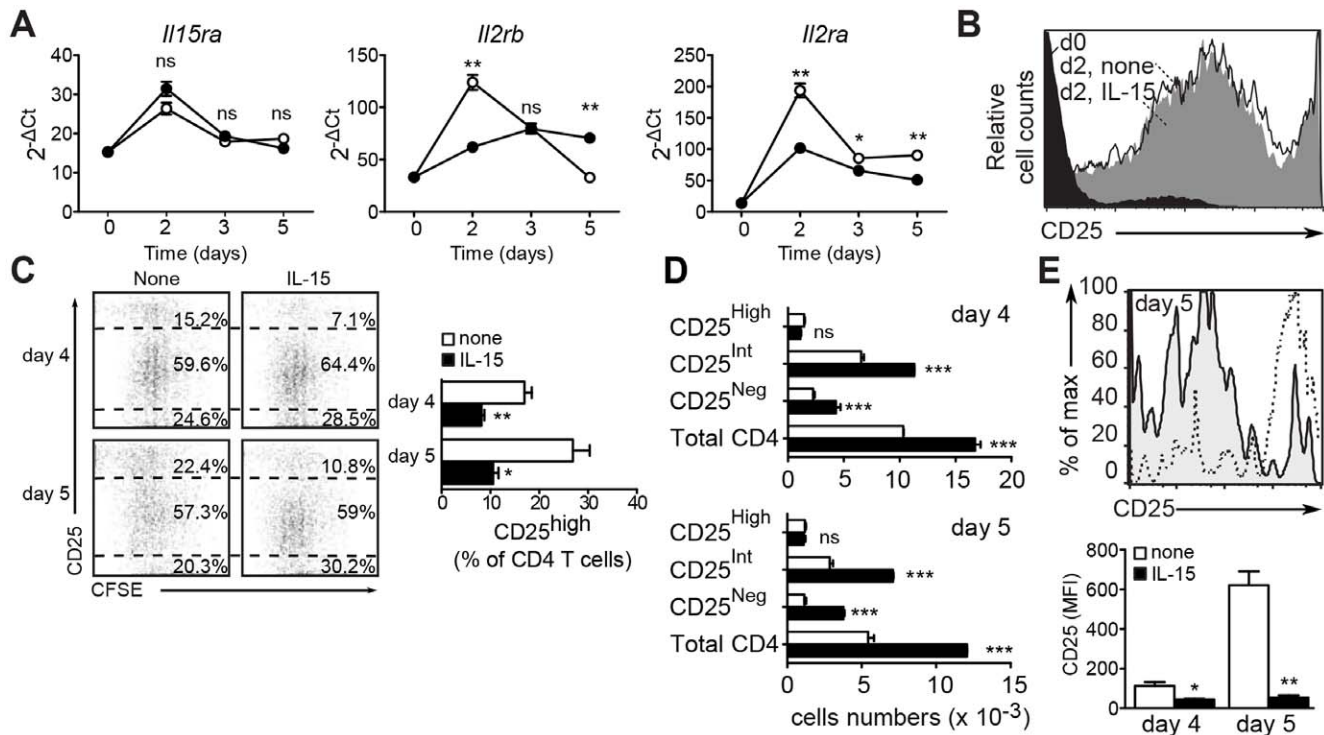 A
Il15ra
40
30
20
10
0
2-ΔCt
ns
ns
ns
0 2 3 5
Time (days)
Il2rb
150
100
50
0
2-ΔCt
**
ns
**
0 2 3 5
Time (days)
Il2ra
250
200
150
100
50
0
2-ΔCt
**
*
**
0 2 3 5
Time (days)
B
Relative
cell counts
d0
d2, none
d2, IL-15
CD25
C
None IL-15
day 4
15.2% 7.1%
59.6% 64.4%
24.6% 28.5%
day 5
22.4% 10.8%
57.3% 59%
20.3% 30.2%
CD25
CFSE
none
IL-15
day 4
**
day 5
*
0 20 40
CD25high
(% of CD4 T cells)
D
day 4
CD25High
ns
CD25Int
***
CD25Neg
***
Total CD4
***
0 5 10 15 20
day 5
CD25High
ns
CD25Int
***
CD25Neg
***
Total CD4
***
0 5 10 15
cells numbers (x 10-3)
E
day 5
% of max
100
80
60
40
20
0
CD25
none
IL-15
CD25 (MFI)
800
600
400
200
0
*
**
day 4 day 5